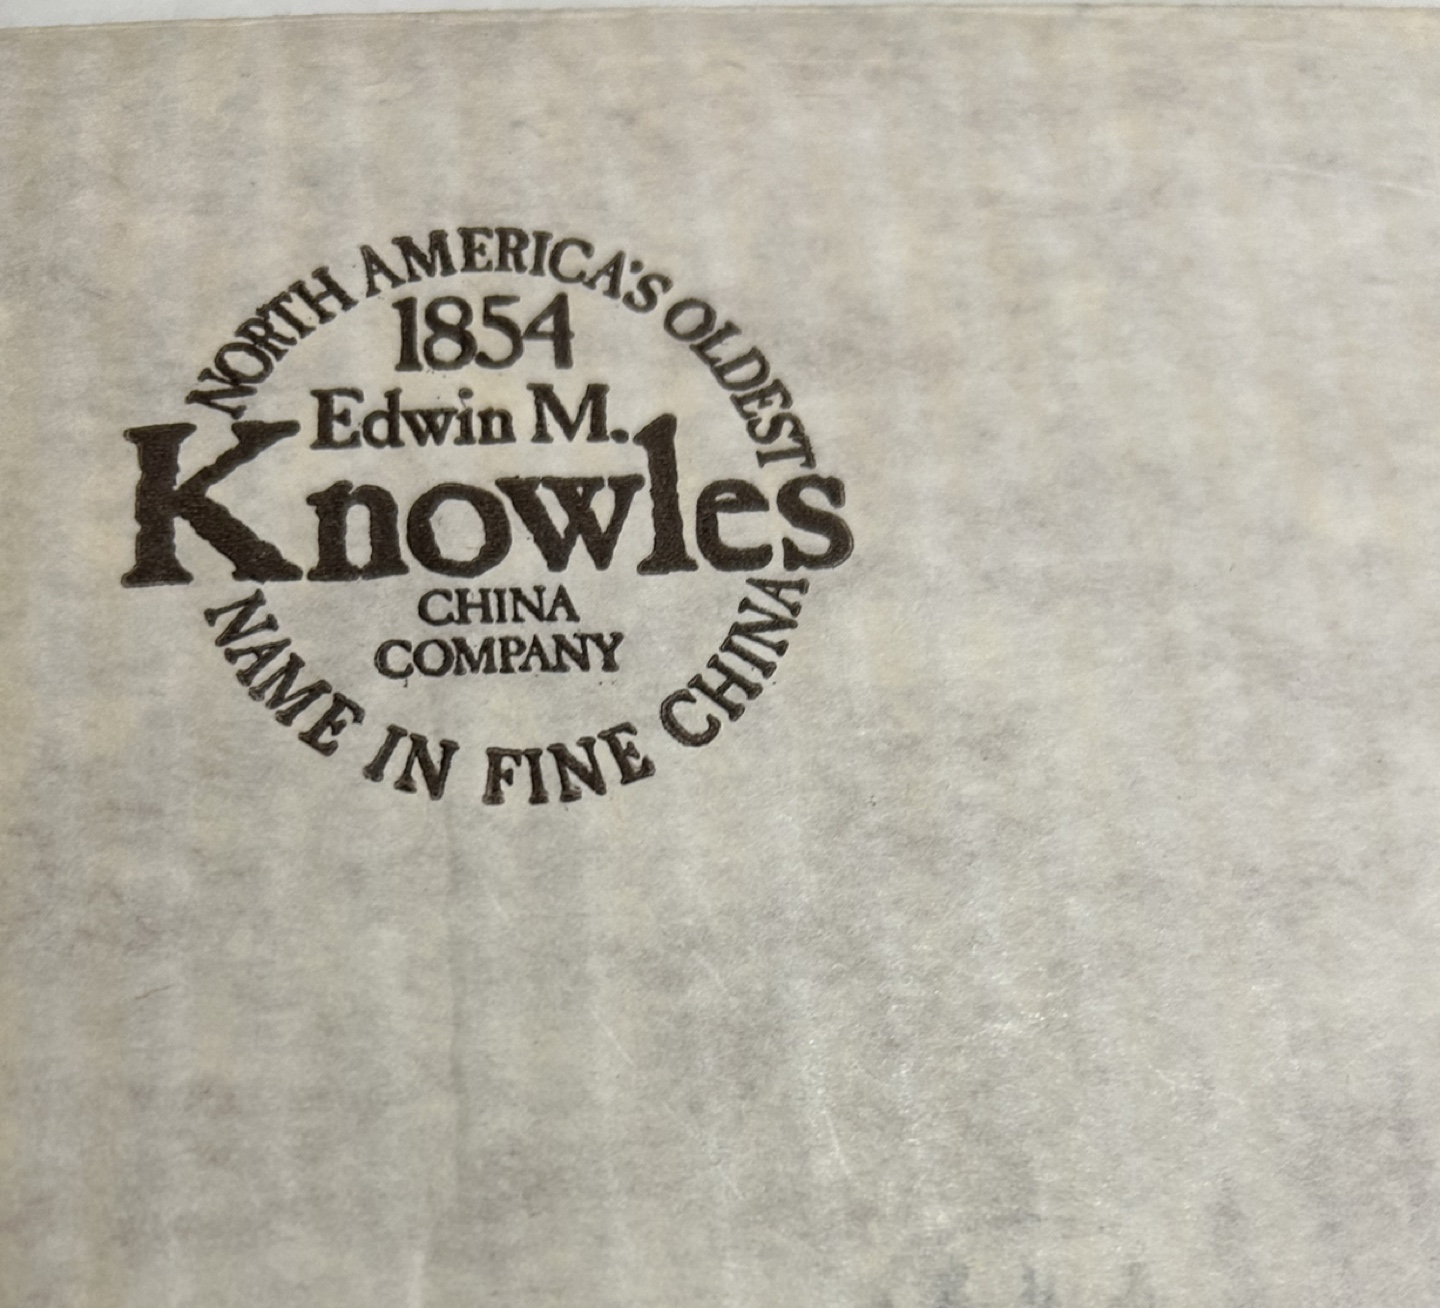 NORTH AMERICA'S OLDEST
1854
Edwin M.
Knowles
CHINA
COMPANY
NAME IN FINE CHINA